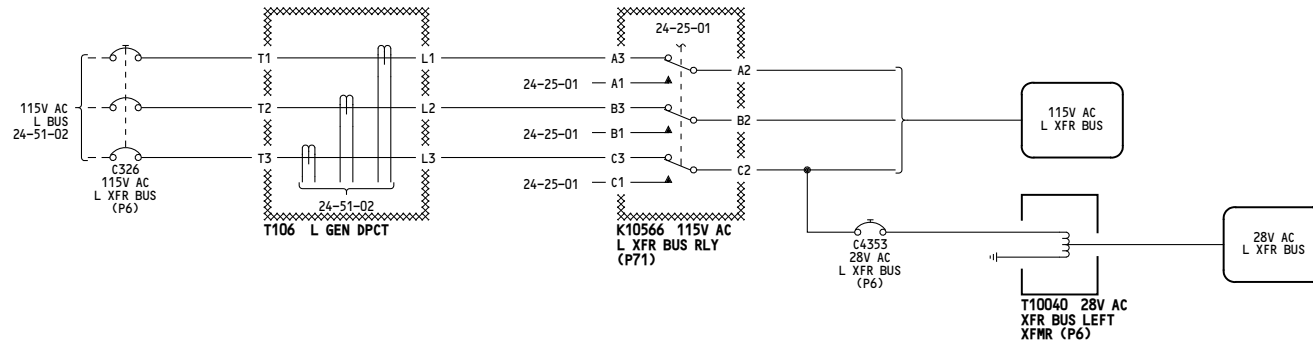 24-25-01
T1
L1
A3
A2
24-25-01
A1
115V AC
L BUS
24-51-02
T2
L2
B3
B2
24-25-01
B1
115V AC
L XFR BUS
T3
L3
C3
C2
24-25-01
C1
C326
115V AC
L XFR BUS
(P6)
24-51-02
T106 L GEN DPCT
K10566 115V AC
L XFR BUS RLY
(P71)
C4353
28V AC
L XFR BUS
(P6)
28V AC
L XFR BUS
T10040 28V AC
XFR BUS LEFT
XFMR (P6)